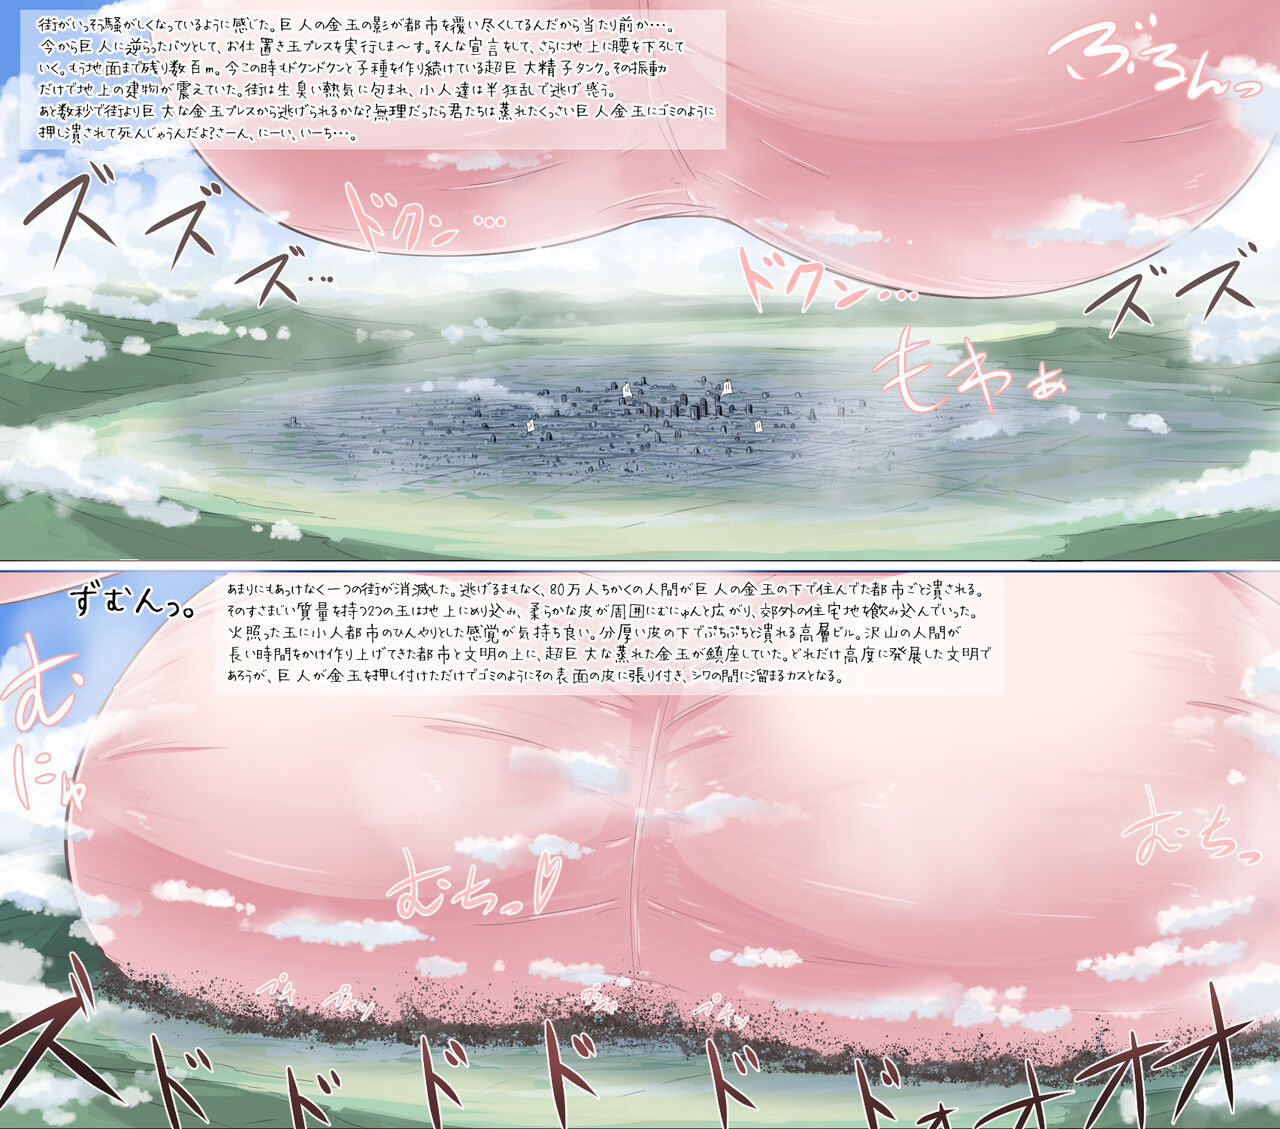 街がいっそう騒がしくなっているように感じた。巨人の金玉の影が都市を覆い尽くしてるんだから当たり前か…。
今から巨人に逆らったバツとして、お仕置き玉プレスを実行しま〜す。そんな宣言をして、さらに地上に腰を下ろして
いく。もう地面まで残り数百m。今この時もドクンドクンと子種を作り続けている超巨大精子タンク。その振動
だけで地上の建物が震えていた。街は生臭い熱気に包まれ、小人達は半狂乱で逃げ惑う。
あと数秒で街より巨大な金玉プレスから逃げられるかな?無理だったら君たちは蒸れたくっさい巨人金玉にゴミのように
押し潰されて死んじゃうんだよ?さーん、にーい、いーち…。
ぶるんっ
ズズズ…
ドクン…
ドクン…
ズズ
もわぁ
ずむんっ。
あまりにもあっけなく一つの街が消滅した。逃げるまもなく、80万人ちかくの人間が巨人の金玉の下で住んでた都市ごと潰される。
そのすさまじい質量を持つ2つの玉は地上にめり込み、柔らかな皮が周囲にむにゅんと広がり、郊外の住宅地を飲み込んでいった。
火照った玉に小人都市のひんやりとした感覚が気持ち良い。分厚い皮の下でぷちぷちと潰れる高層ビル。沢山の人間が
長い時間をかけ作り上げてきた都市と文明の上に、超巨大な蒸れた金玉が鎮座していた。どれだけ高度に発展した文明で
あろうが、巨人が金玉を押し付けただけでゴミのようにその表面の皮に張り付き、シワの間に溜まるカスとなる。
むにゅ
むちっ
むちっ♡
プチ
プチッ
グシャ
プチッ
ズドドドドドドォオオオ